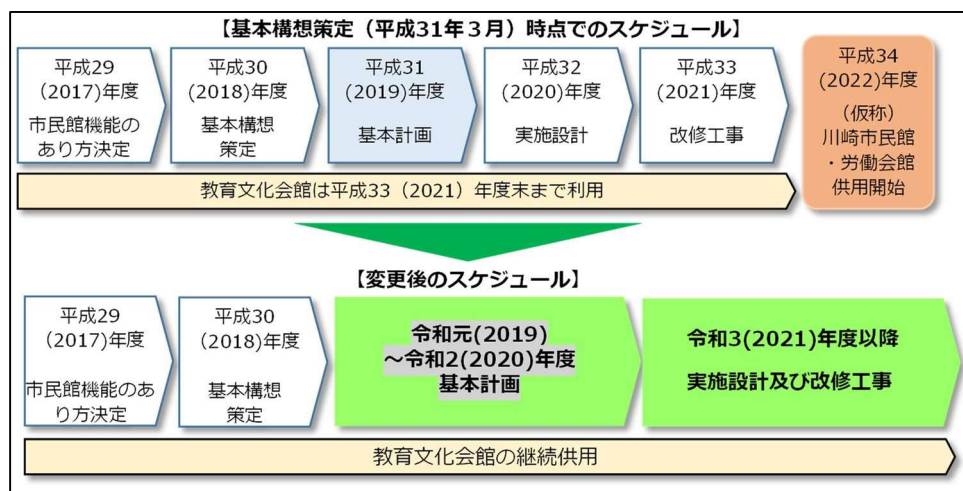 【基本構想策定（平成31年３月）時点でのスケジュール】
平成29
（2017)年度
市民館機能の
あり方決定
平成30
(2018)年度
基本構想
策定
平成31
(2019)年度
基本計画
平成32
(2020)年度
実施設計
平成33
(2021)年度
改修工事
平成34
(2022)年度
（仮称）
川崎市民館
・労働会館
供用開始
教育文化会館は平成33（2021）年度末まで利用
【変更後のスケジュール】
平成29
（2017)年度
市民館機能のあ
り方決定
平成30
(2018)年度
基本構想
策定
令和元(2019)
～令和2(2020)年度
基本計画
令和3(2021)年度以降
実施設計及び改修工事
教育文化会館の継続供用